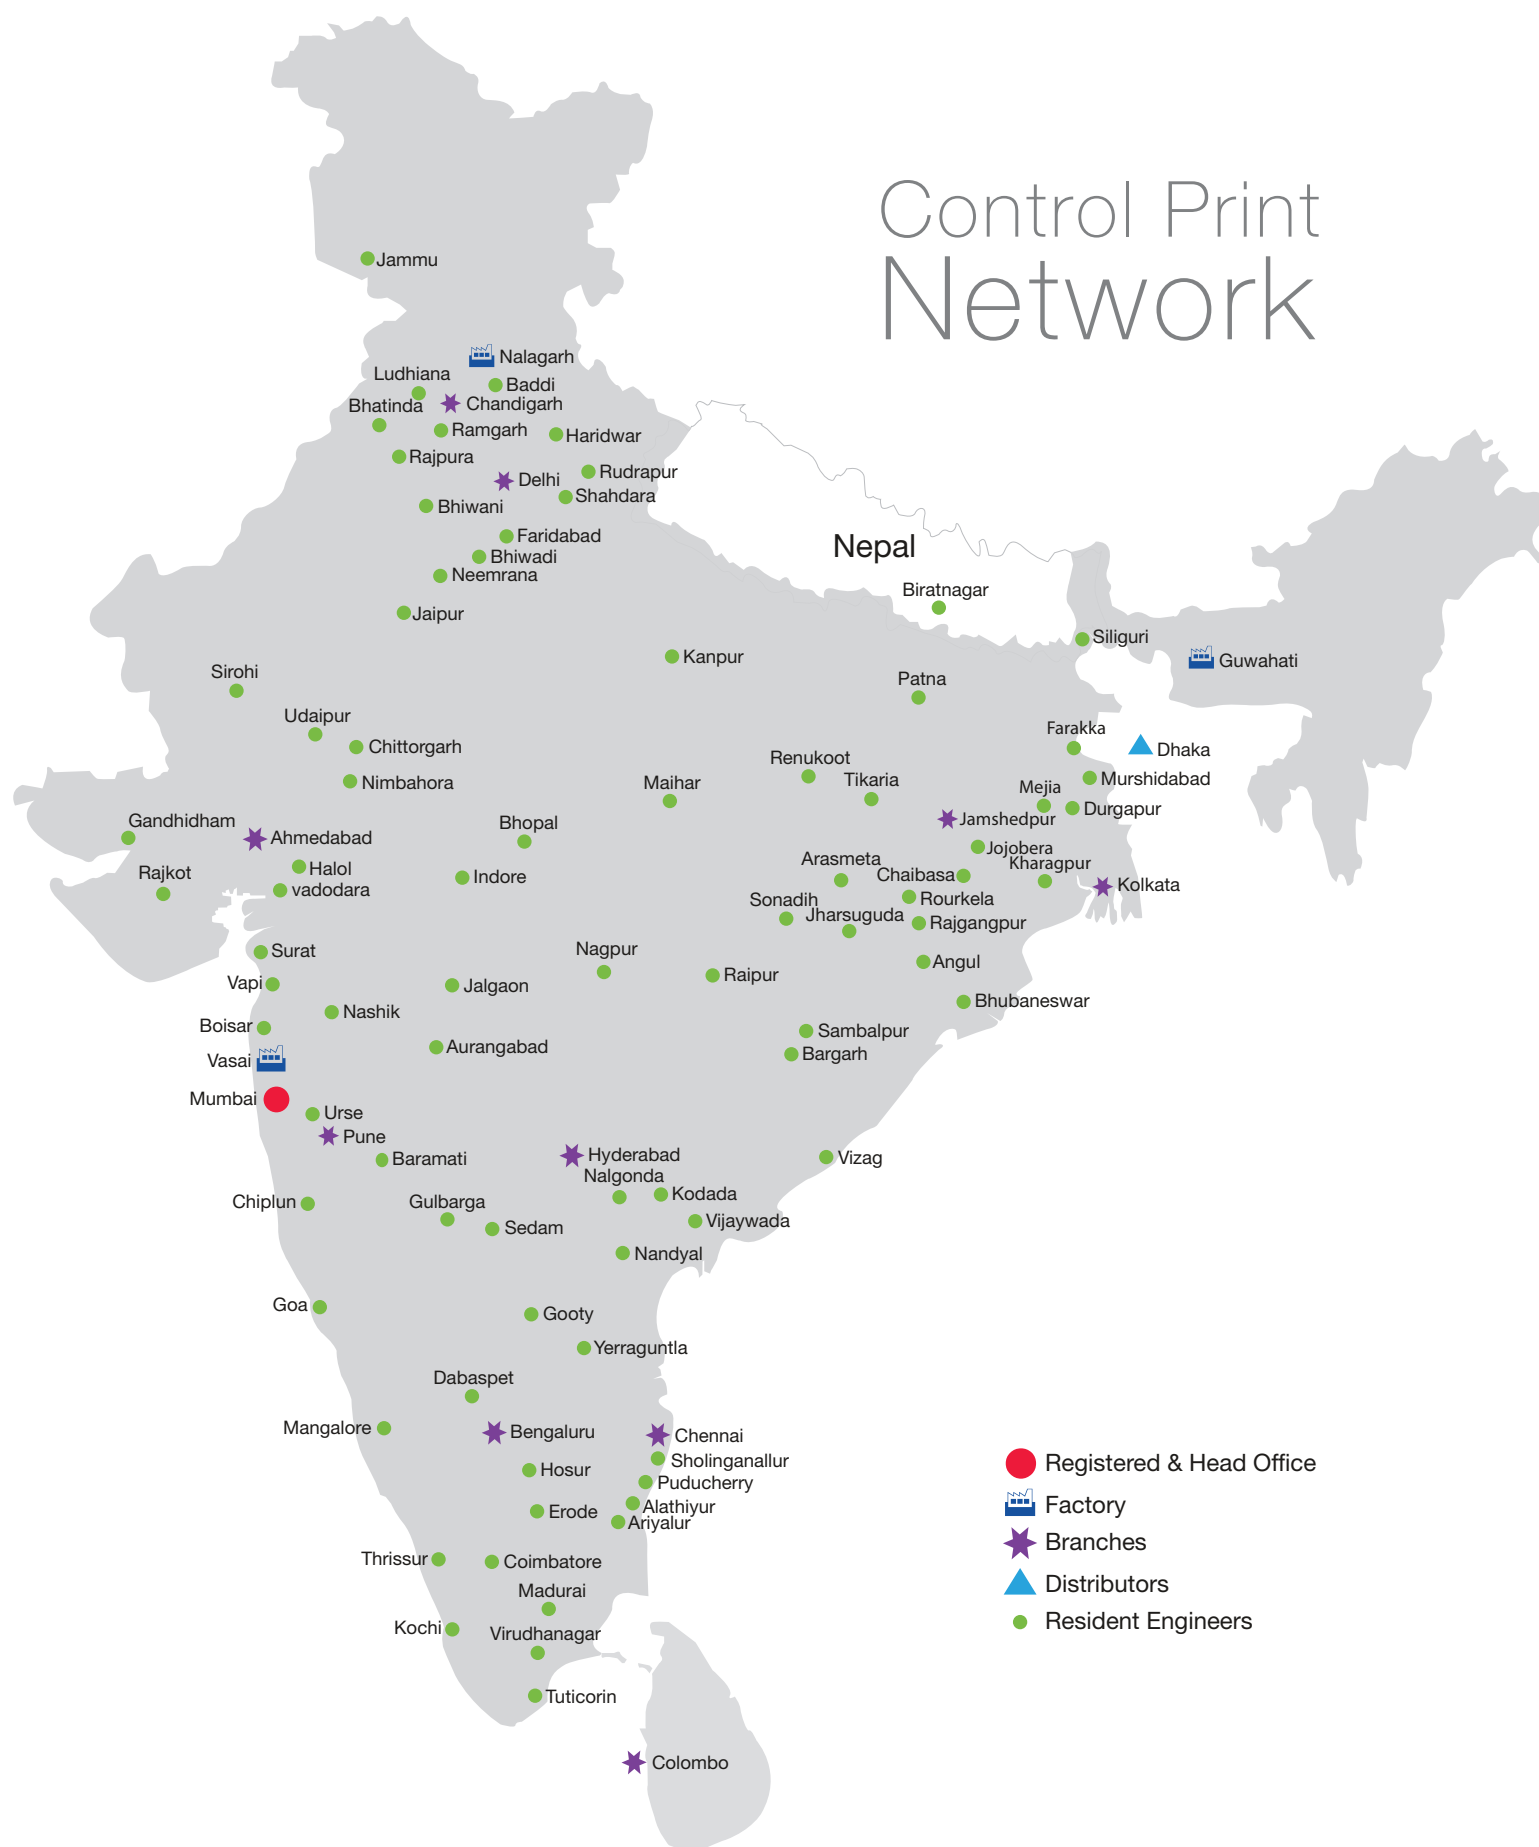 Control Print
Network
Jammu
Nalagarh
Ludhiana
Baddi
Chandigarh
Bhatinda
Ramgarh
Haridwar
Rajpura
Rudrapur
Delhi
Shahdara
Bhiwani
Faridabad
Nepal
Bhiwadi
Neemrana
Biratnagar
Jaipur
Siliguri
Kanpur
Guwahati
Sirohi
Patna
Udaipur
Farakka
Chittorgarh
Dhaka
Renukoot
Murshidabad
Nimbahora
Maihar
Tikaria
Mejia
Durgapur
Gandhidham
Jamshedpur
Bhopal
Ahmedabad
Jojobera
Arasmeta
Kharagpur
Halol
Rajkot
Chaibasa
Indore
Kolkata
vadodara
Sonadih
Rourkela
Jharsuguda
Rajgangpur
Surat
Nagpur
Angul
Raipur
Vapi
Jalgaon
Bhubaneswar
Nashik
Boisar
Sambalpur
Aurangabad
Bargarh
Vasai
Mumbai
Urse
Pune
Hyderabad
Vizag
Baramati
Nalgonda
Kodada
Chiplun
Gulbarga
Vijaywada
Sedam
Nandyal
Goa
Gooty
Yerraguntla
Dabaspet
Mangalore
Bengaluru
Chennai
Sholinganallur
Hosur
Puducherry
Alathiyur
Erode
Ariyalur
Thrissur
Coimbatore
Madurai
Kochi
Virudhanagar
Tuticorin
Colombo
Registered & Head Office
Factory
Branches
Distributors
Resident Engineers